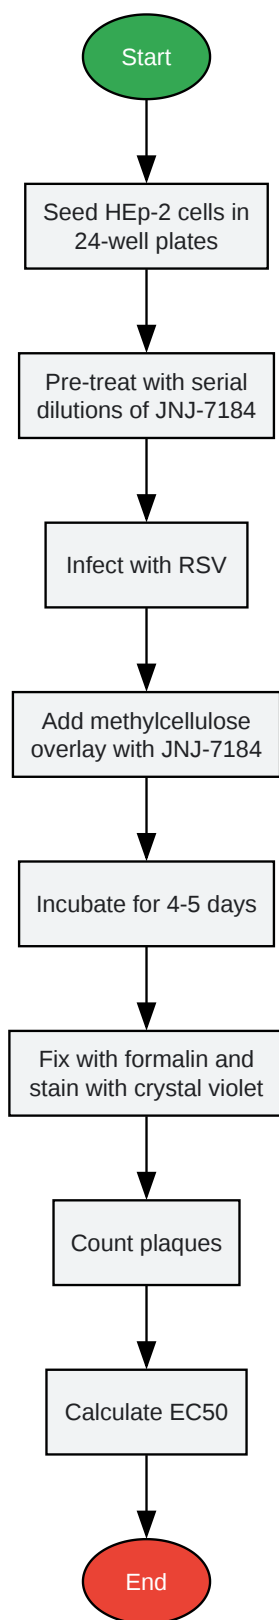 Start
Seed HEp-2 cells in
24-well plates
Pre-treat with serial
dilutions of JNJ-7184
Infect with RSV
Add methylcellulose
overlay with JNJ-7184
Incubate for 4-5 days
Fix with formalin and
stain with crystal violet
Count plaques
Calculate EC50
End